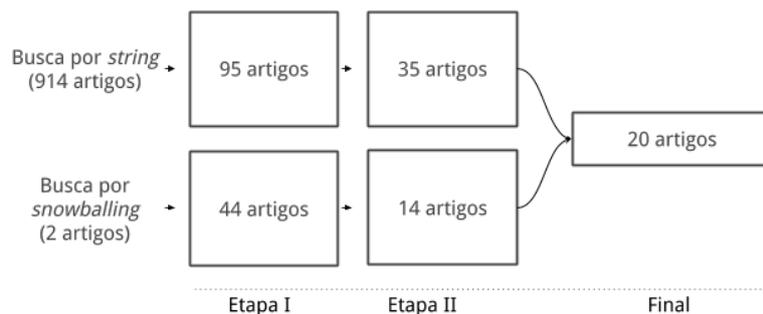 Busca por string
(914 artigos)
95 artigos
35 artigos
20 artigos
Busca por
snowballing
(2 artigos)
44 artigos
14 artigos
Etapa I
Etapa II
Final